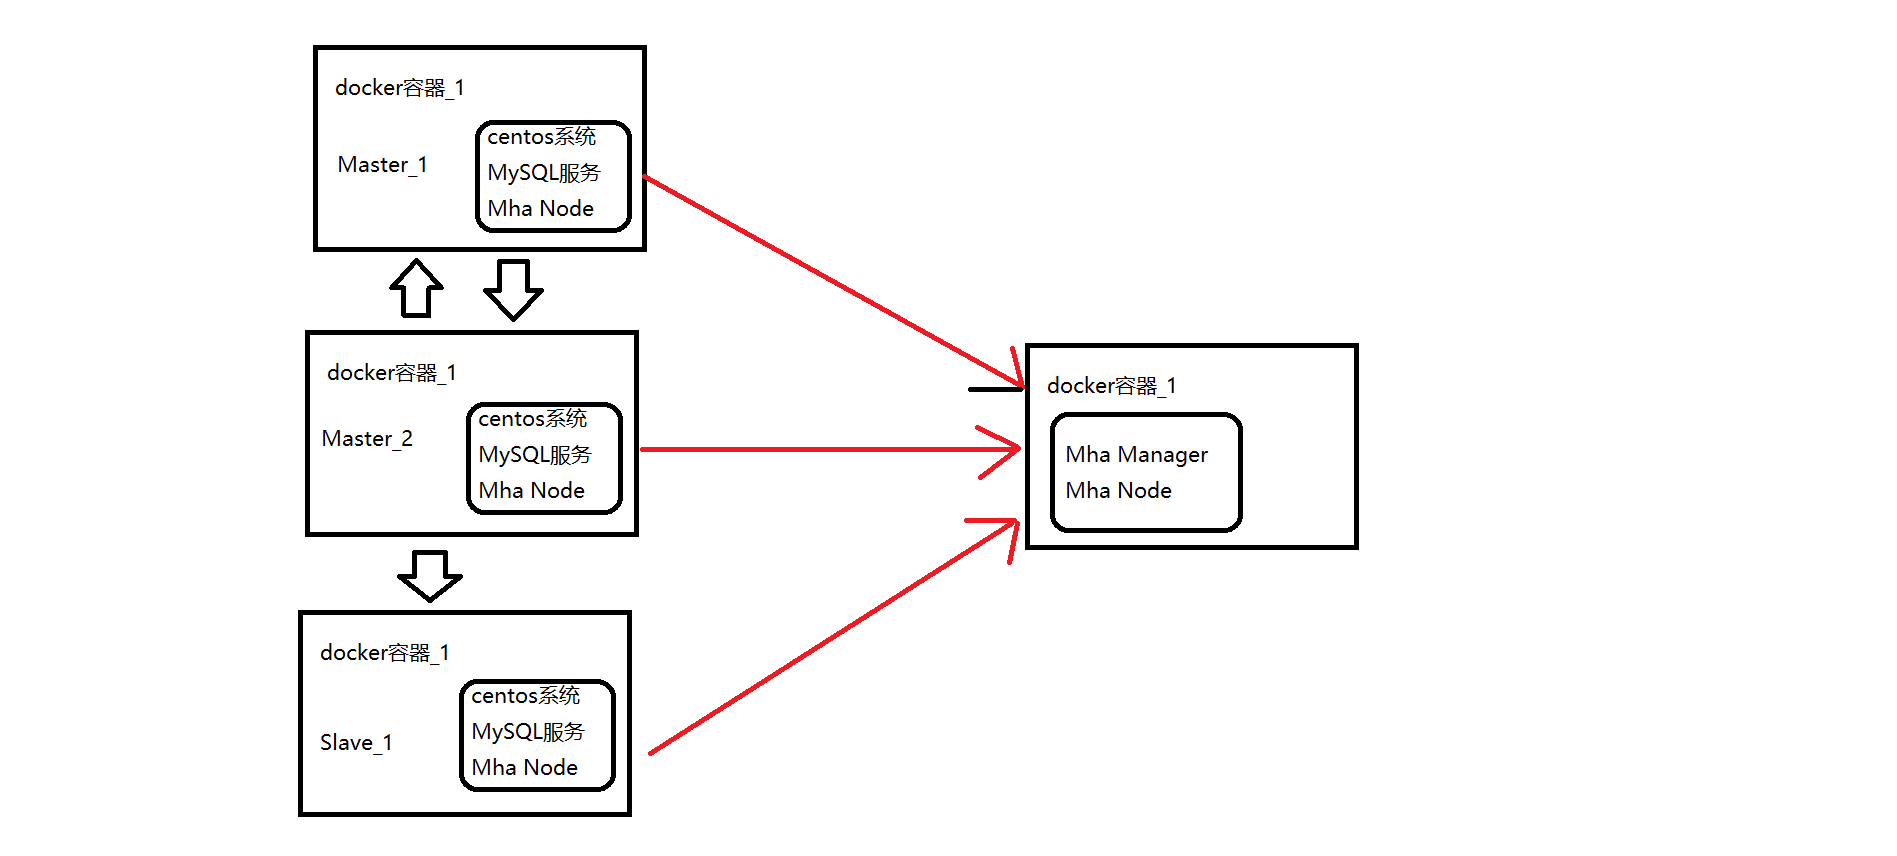 docker容器_1
Master_1
centos系统
MySQL服务
Mha Node
docker容器_1
Master_2
centos系统
MySQL服务
Mha Node
docker容器_1
Slave_1
centos系统
MySQL服务
Mha Node
docker容器_1
Mha Manager
Mha Node